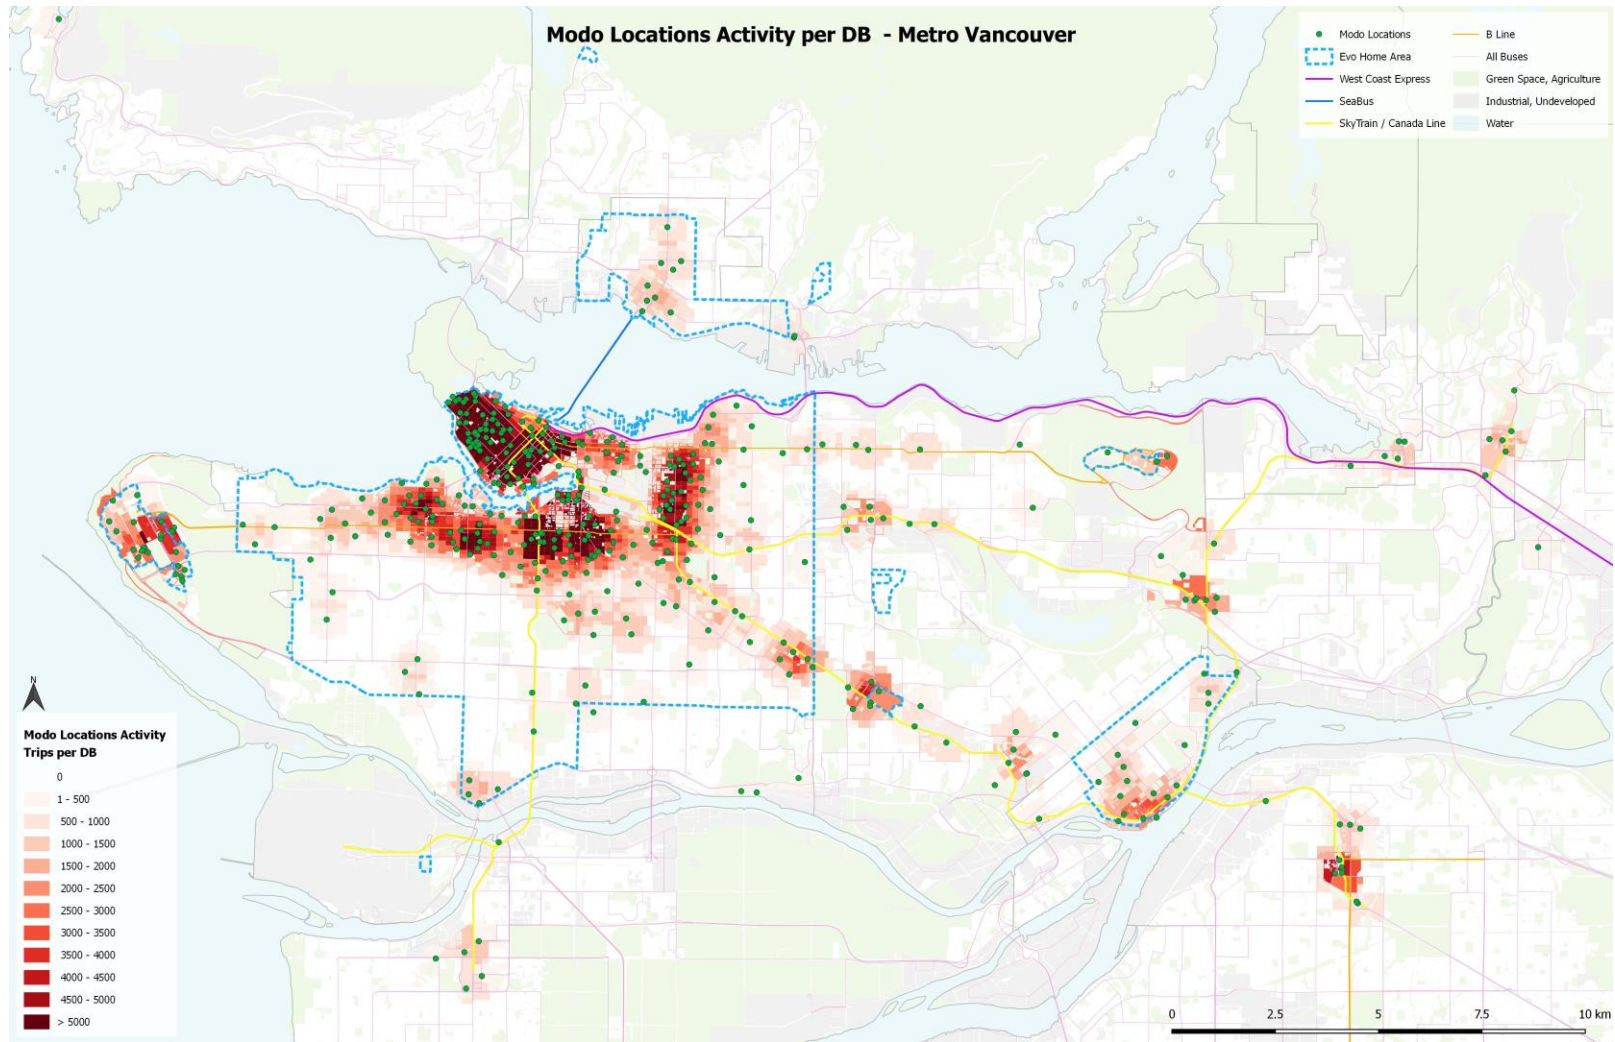 Modo Locations Activity per DB - Metro Vancouver
Modo Locations
Evo Home Area
West Coast Express
SeaBus
SkyTrain / Canada Line
B Line
All Buses
Green Space, Agriculture
Industrial, Undeveloped
Water
N
Modo Locations Activity
Trips per DB
0
1 - 500
500 - 1000
1000 - 1500
1500 - 2000
2000 - 2500
2500 - 3000
3000 - 3500
3500 - 4000
4000 - 4500
4500 - 5000
> 5000
0 2.5 5 7.5 10 km